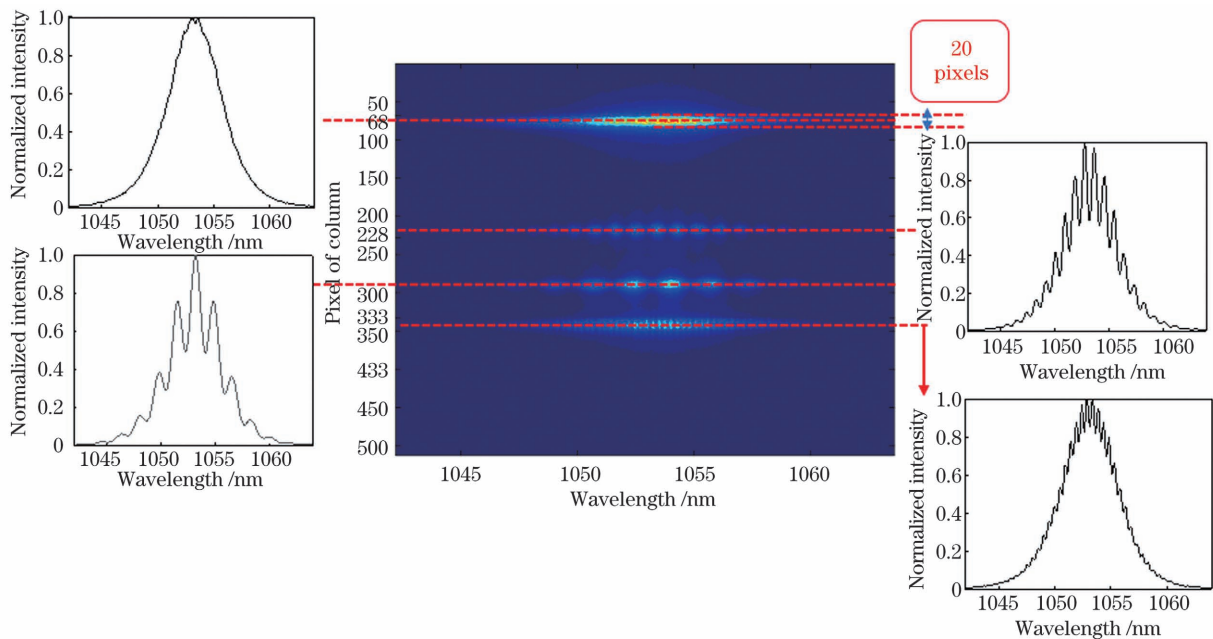 Normalized intensity
1.0
0.8
0.6
0.4
0.2
0
1045 1050 1055 1060
Wavelength /nm
Normalized intensity
1.0
0.8
0.6
0.4
0.2
0
1045 1050 1055 1060
Wavelength /nm
Pixel of column
50
68
100
150
200
228
250
300
333
350
433
450
500
1045 1050 1055 1060
Wavelength /nm
20
pixels
Normalized intensity
1.0
0.8
0.6
0.4
0.2
0
1045 1050 1055 1060
Wavelength /nm
Normalized intensity
1.0
0.8
0.6
0.4
0.2
0
1045 1050 1055 1060
Wavelength /nm